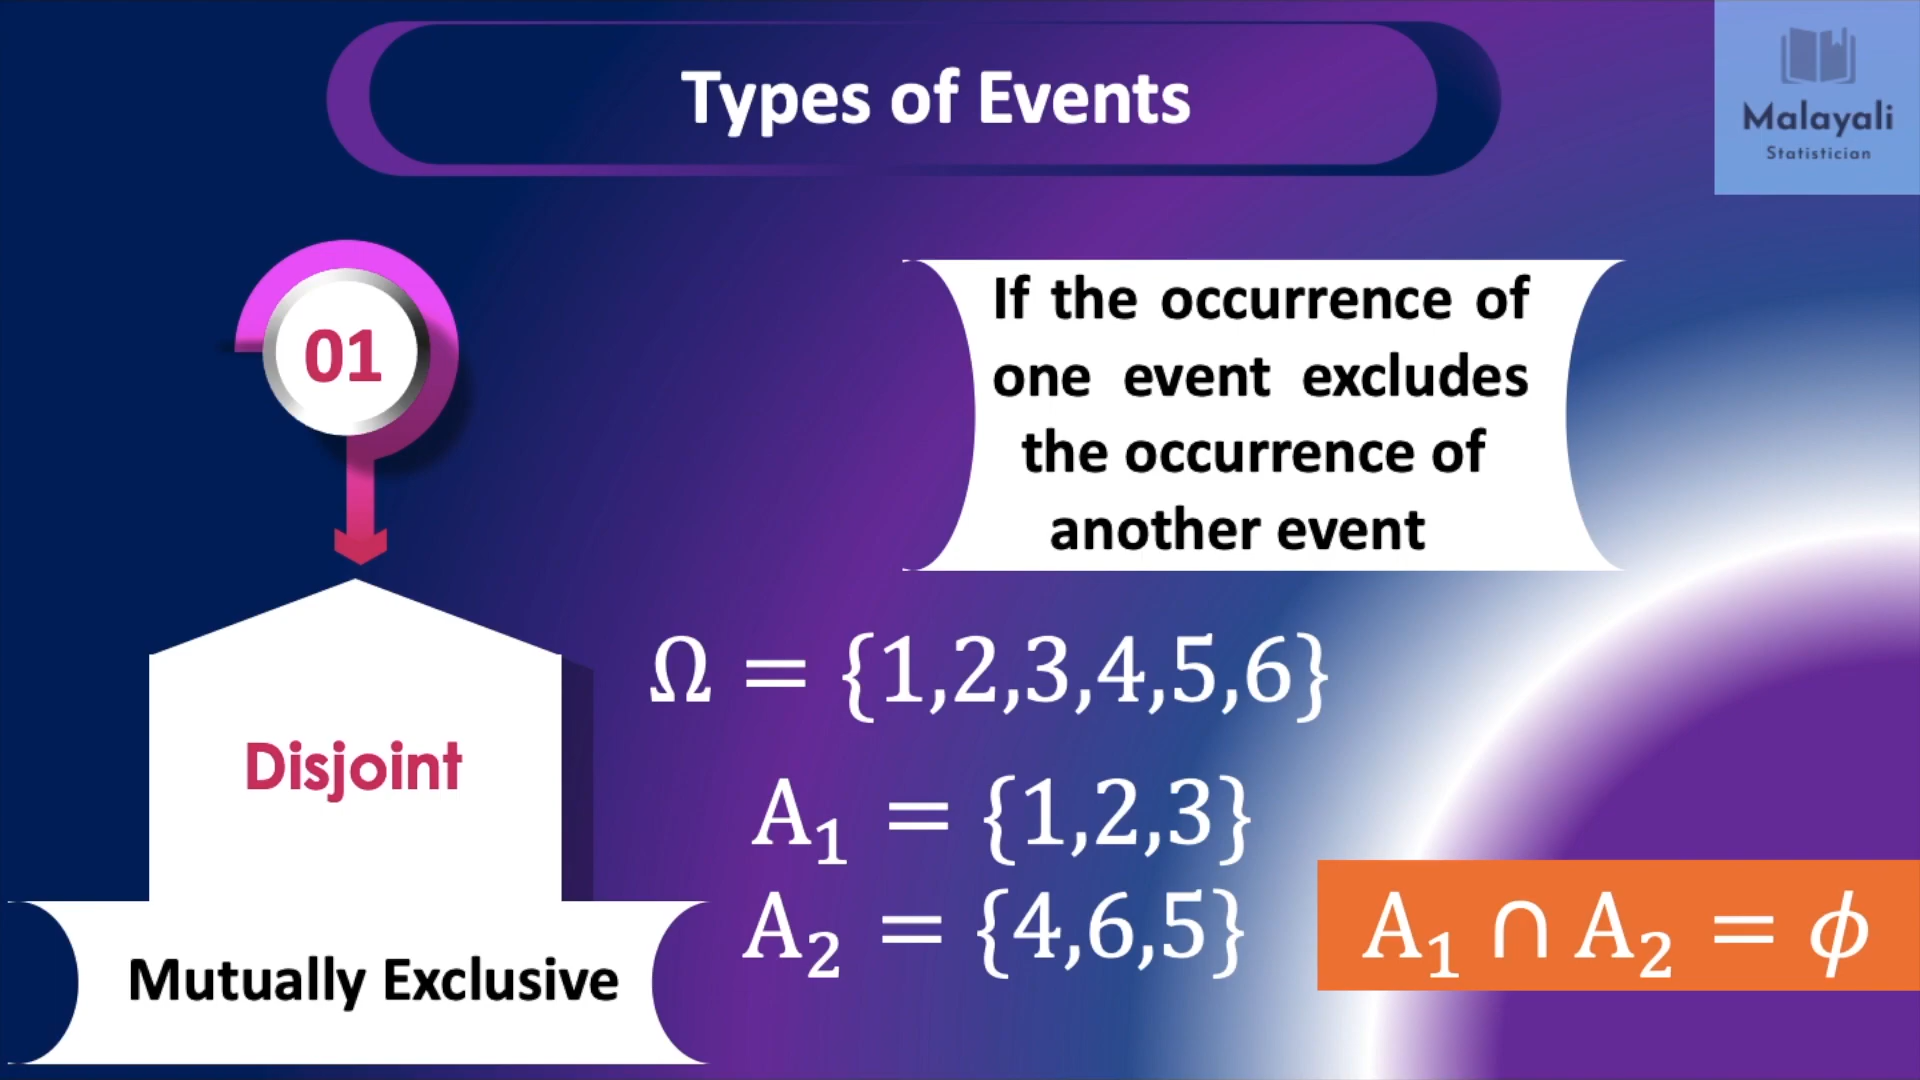 Types of Events
Malayali
Statistician
01
If the occurrence of
one event excludes
the occurrence of
another event
Disjoint
Mutually Exclusive
Ω = {1,2,3,4,5,6}
A₁ = {1,2,3}
A₂ = {4,6,5}
A₁ ∩ A₂ = ϕ